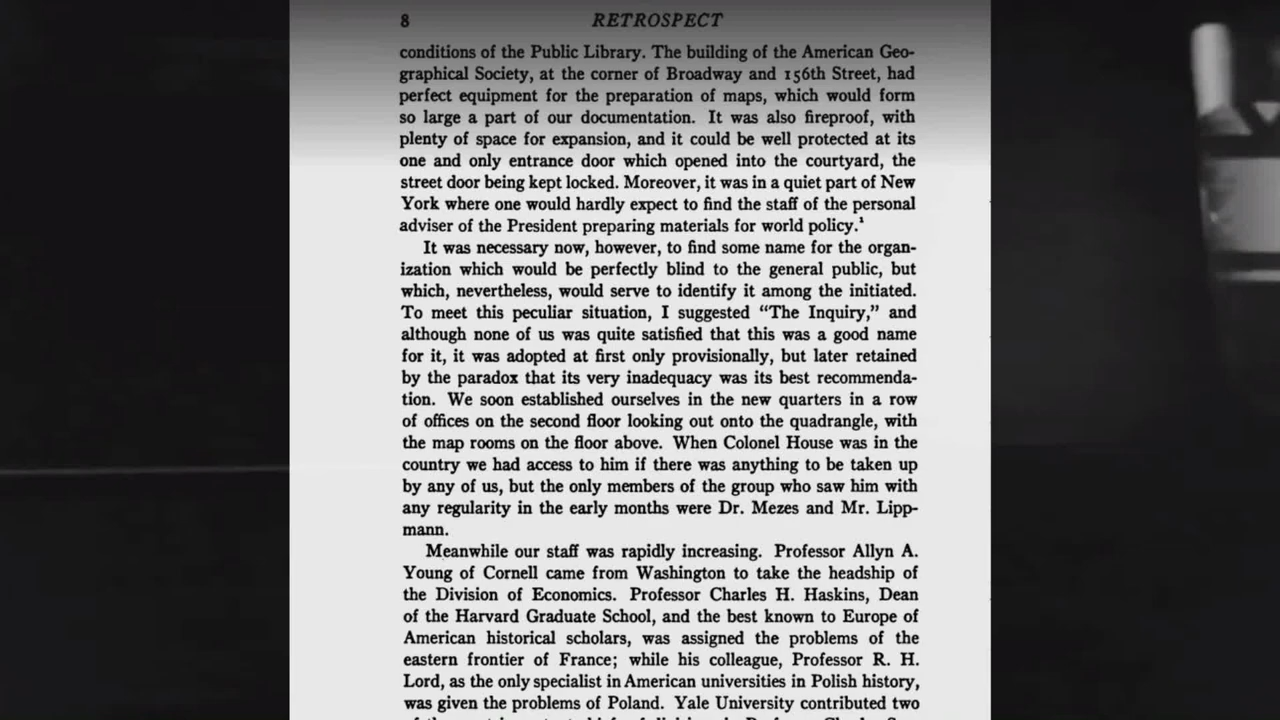 8 RETROSPECT
conditions of the Public Library. The building of the American Geo-
graphical Society, at the corner of Broadway and 156th Street, had
perfect equipment for the preparation of maps, which would form
so large a part of our documentation. It was also fireproof, with
plenty of space for expansion, and it could be well protected at its
one and only entrance door which opened into the courtyard, the
street door being kept locked. Moreover, it was in a quiet part of New
York where one would hardly expect to find the staff of the personal
adviser of the President preparing materials for world policy.¹
It was necessary now, however, to find some name for the organ-
ization which would be perfectly blind to the general public, but
which, nevertheless, would serve to identify it among the initiated.
To meet this peculiar situation, I suggested “The Inquiry,” and
although none of us was quite satisfied that this was a good name
for it, it was adopted at first only provisionally, but later retained
by the paradox that its very inadequacy was its best recommenda-
tion. We soon established ourselves in the new quarters in a row
of offices on the second floor looking out onto the quadrangle, with
the map rooms on the floor above. When Colonel House was in the
country we had access to him if there was anything to be taken up
by any of us, but the only members of the group who saw him with
any regularity in the early months were Dr. Mezes and Mr. Lipp-
mann.
Meanwhile our staff was rapidly increasing. Professor Allyn A.
Young of Cornell came from Washington to take the headship of
the Division of Economics. Professor Charles H. Haskins, Dean
of the Harvard Graduate School, and the best known to Europe of
American historical scholars, was assigned the problems of the
eastern frontier of France; while his colleague, Professor R. H.
Lord, as the only specialist in American universities in Polish history,
was given the problems of Poland. Yale University contributed two